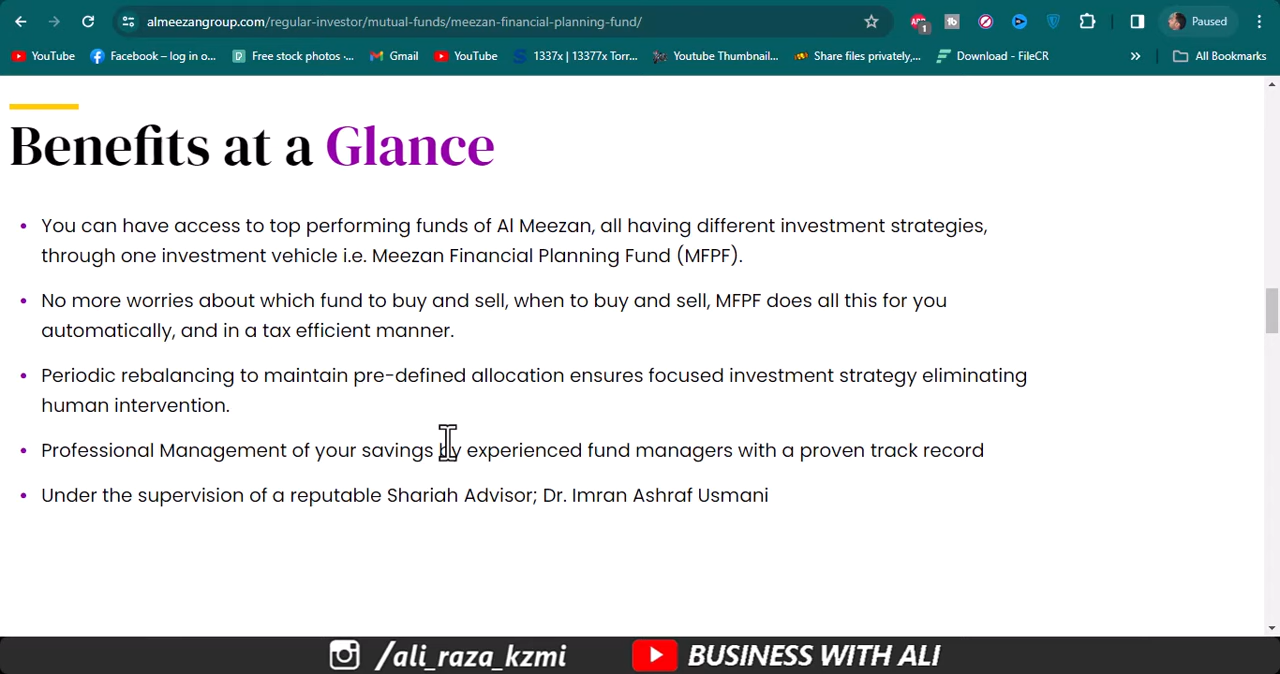 almeezangroup.com/regular-investor/mutual-funds/meezan-financial-planning-fund/
Paused
YouTube
Facebook – log in o...
Free stock photos ·...
Gmail
YouTube
1337x | 13377x Torr...
Youtube Thumbnail...
Share files privately,...
Download - FileCR
»
All Bookmarks
Benefits at a Glance
• You can have access to top performing funds of Al Meezan, all having different investment strategies,
through one investment vehicle i.e. Meezan Financial Planning Fund (MFPF).
• No more worries about which fund to buy and sell, when to buy and sell, MFPF does all this for you
automatically, and in a tax efficient manner.
• Periodic rebalancing to maintain pre-defined allocation ensures focused investment strategy eliminating
human intervention.
• Professional Management of your savings by experienced fund managers with a proven track record
• Under the supervision of a reputable Shariah Advisor; Dr. Imran Ashraf Usmani
/ali_raza_kzmi
BUSINESS WITH ALI